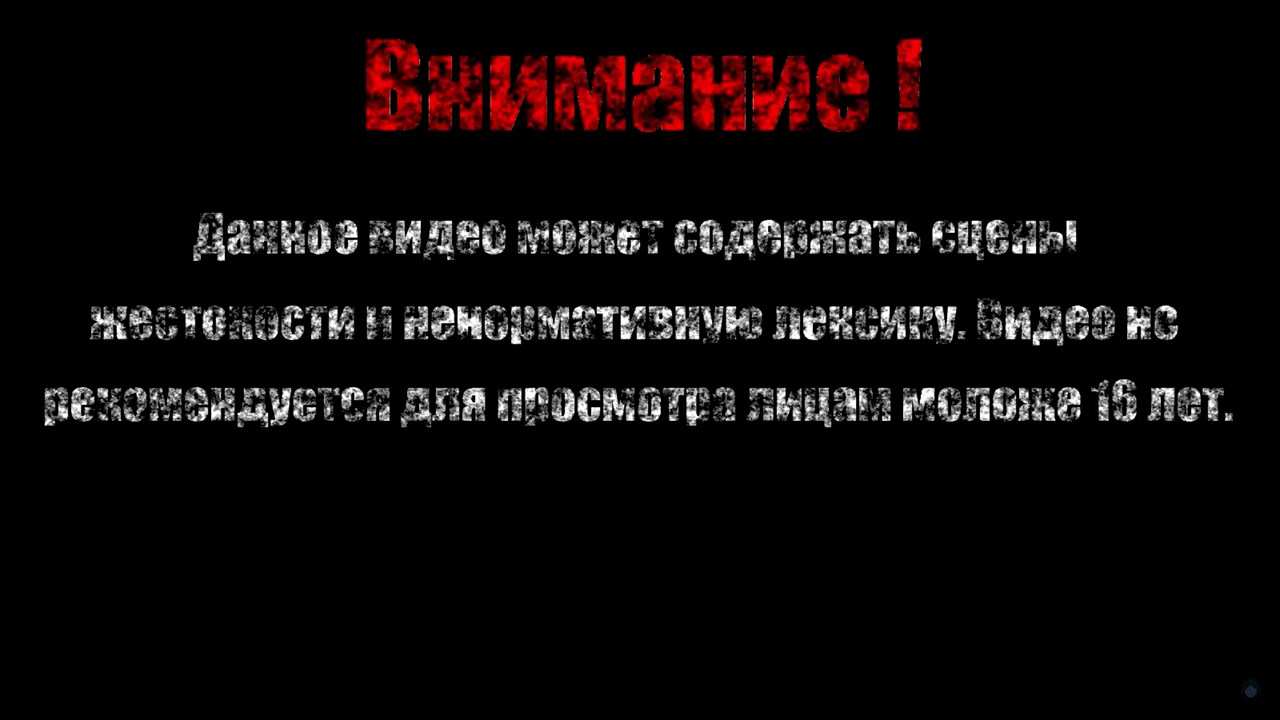 Внимание !
Данное видео может содержать сцены
жестокости и ненормативную лексику. Видео не
рекомендуется для просмотра лицам моложе 16 лет.